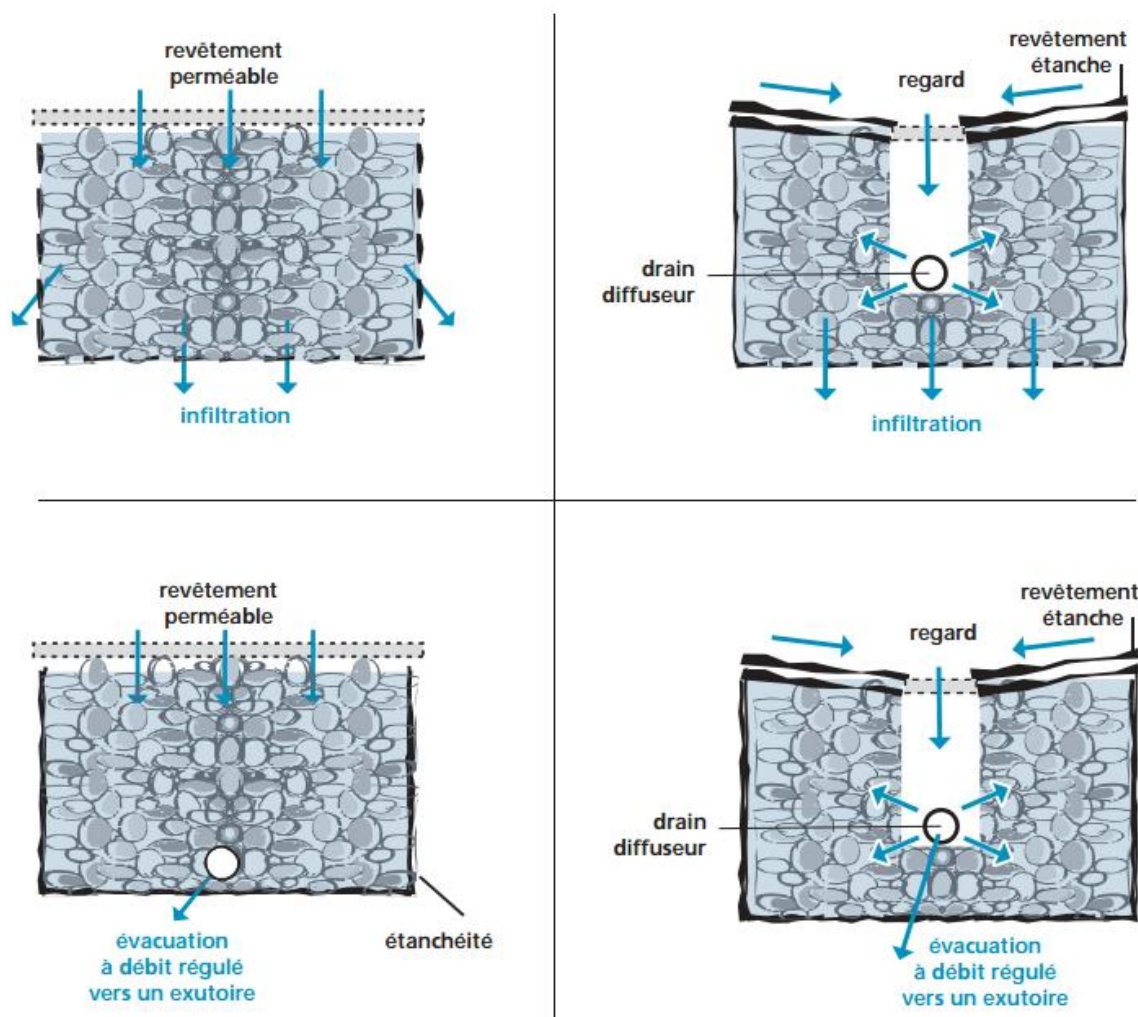 revêtement
perméable
infiltration
revêtement
étanche
regard
drain
diffuseur
infiltration
revêtement
perméable
évacuation
à débit régulé
vers un exutoire
étanchéité
revêtement
étanche
regard
drain
diffuseur
évacuation
à débit régulé
vers un exutoire